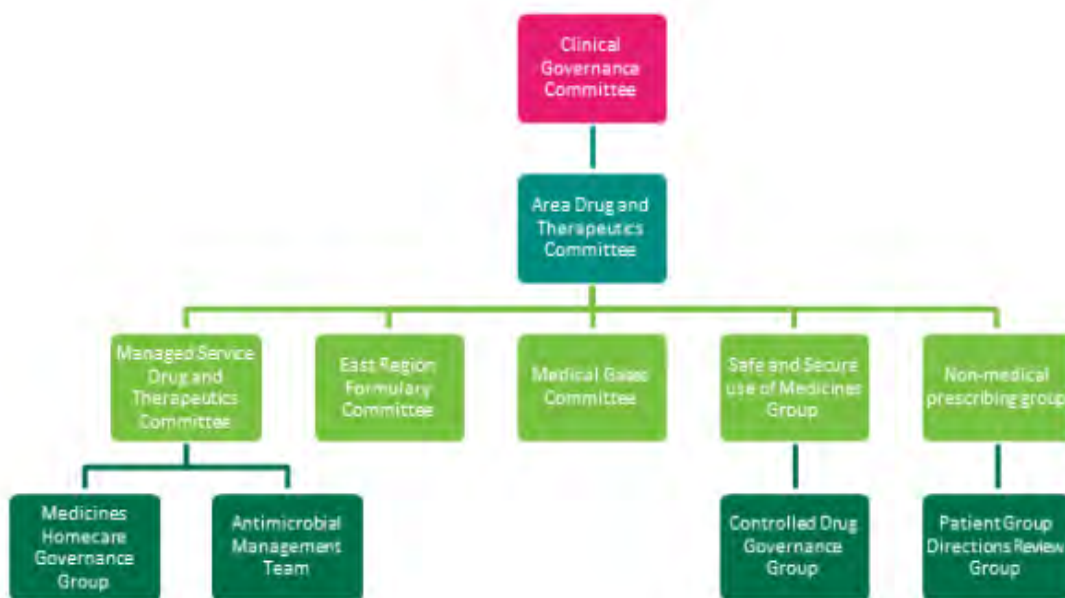 Clinical
Governance
Committee
Area Drug and
Therapeutics
Committee
Managed Service
Drug and
Therapeutics
Committee
East Region
Formulary
Committee
Medical Gases
Committee
Safe and Secure
use of Medicines
Group
Non-medical
prescribing group
Medicines
Homecare
Governance
Group
Antimicrobial
Management
Team
Controlled Drug
Governance
Group
Patient Group
Directions Review
Group